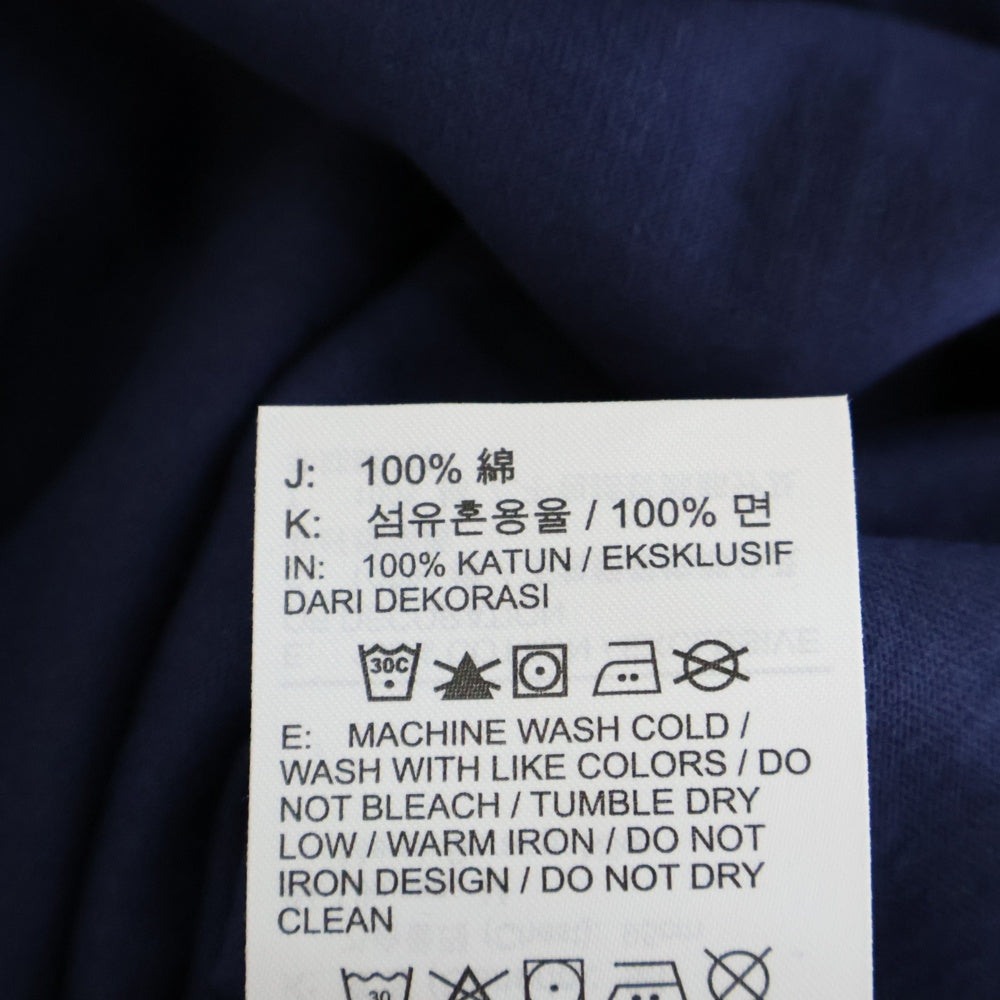 J: 100% 綿
K: 섬유혼용율 / 100% 면
IN: 100% KATUN / EKSKLUSIF
DARI DEKORASI
30C
E: MACHINE WASH COLD /
WASH WITH LIKE COLORS / DO
NOT BLEACH / TUMBLE DRY
LOW / WARM IRON / DO NOT
IRON DESIGN / DO NOT DRY
CLEAN
30